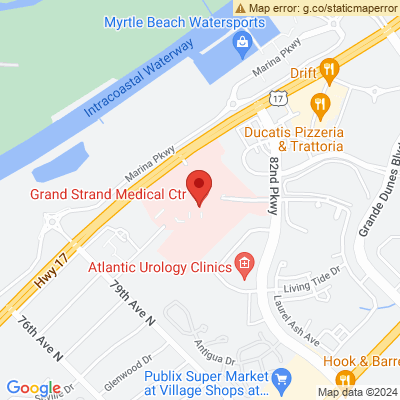 Map error: g.co/staticmaperror
Myrtle Beach Watersports
Intracoastal Waterway
Marina Pkwy
Drift
17
Ducatis Pizzeria
& Trattoria
Marina Pkwy
82nd Pkwy
Grand Strand Medical Ctr
Grande Dunes Blv
Hwy 17
Atlantic Urology Clinics
Living Tide Dr
79th Ave N
Laurel Ash Ave
76th Ave N
Antigua Dr
Glenwood Dr
Hook & Barre
Publix Super Market
at Village Shops at...
Seville Dr
Google
Map data ©2024